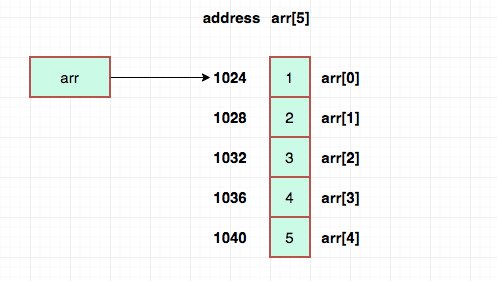 address arr[5]
arr 1024 1 arr[0]
1028 2 arr[1]
1032 3 arr[2]
1036 4 arr[3]
1040 5 arr[4]